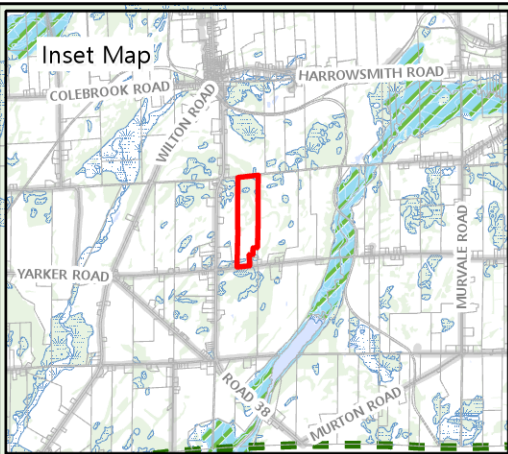 Inset Map
HARROWSMITH ROAD
COLEBROOK ROAD
WILTON ROAD
YARKER ROAD
MURVALE ROAD
ROAD 38
MURTON ROAD